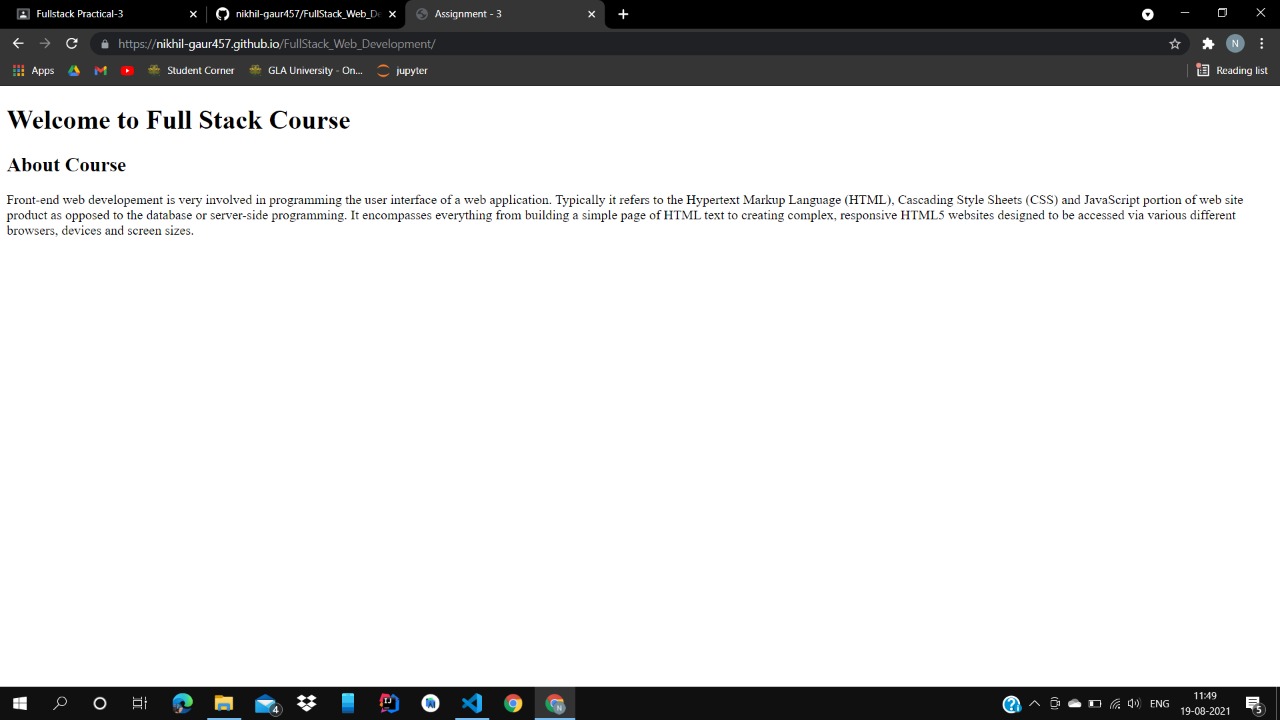 Fullstack Practical-3
nikhil-gaur457/FullStack_Web_De
Assignment - 3
https://nikhil-gaur457.github.io/FullStack_Web_Development/
N
Apps
Student Corner
GLA University - On...
jupyter
Reading list
Welcome to Full Stack Course
About Course
Front-end web developement is very involved in programming the user interface of a web application. Typically it refers to the Hypertext Markup Language (HTML), Cascading Style Sheets (CSS) and JavaScript portion of web site
product as opposed to the database or server-side programming. It encompasses everything from building a simple page of HTML text to creating complex, responsive HTML5 websites designed to be accessed via various different
browsers, devices and screen sizes.
4
ENG
11:49
19-08-2021
5